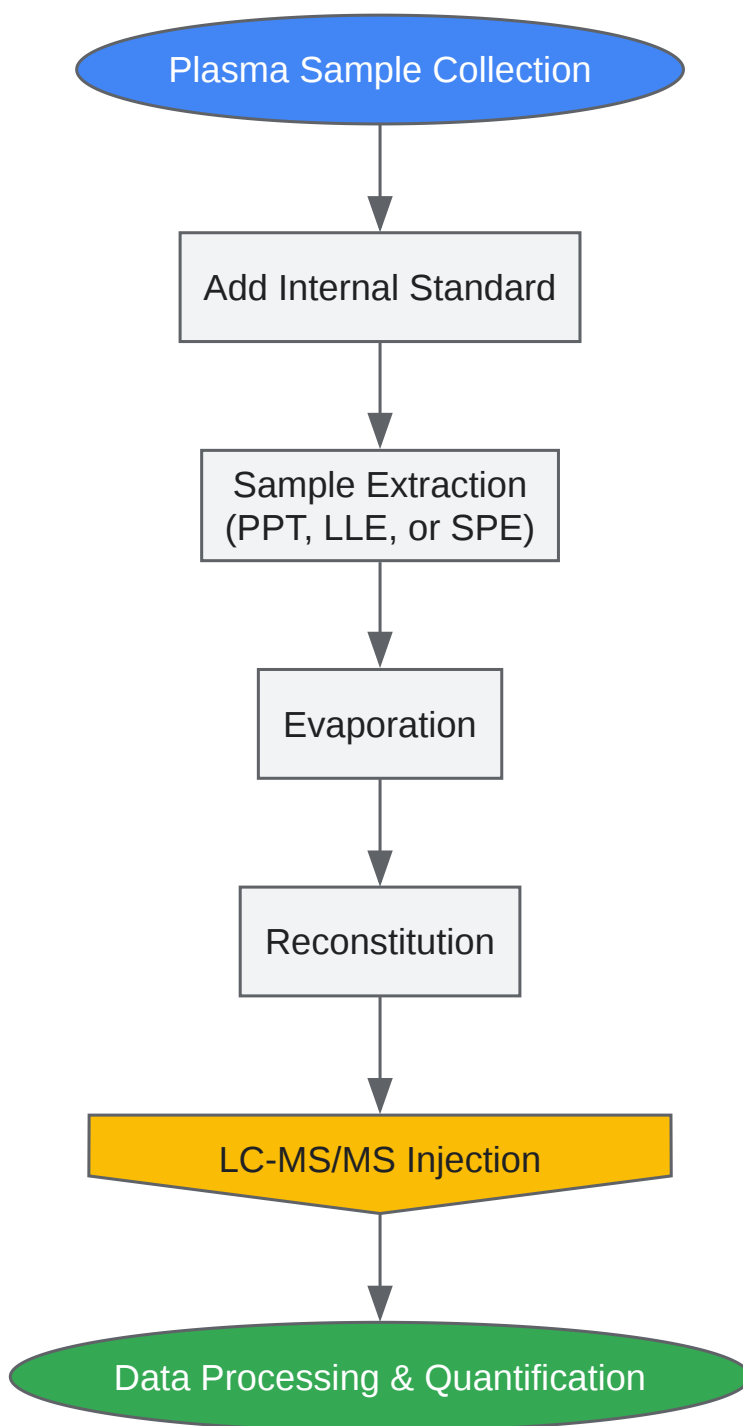 Plasma Sample Collection
Add Internal Standard
Sample Extraction
(PPT, LLE, or SPE)
Evaporation
Reconstitution
LC-MS/MS Injection
Data Processing & Quantification